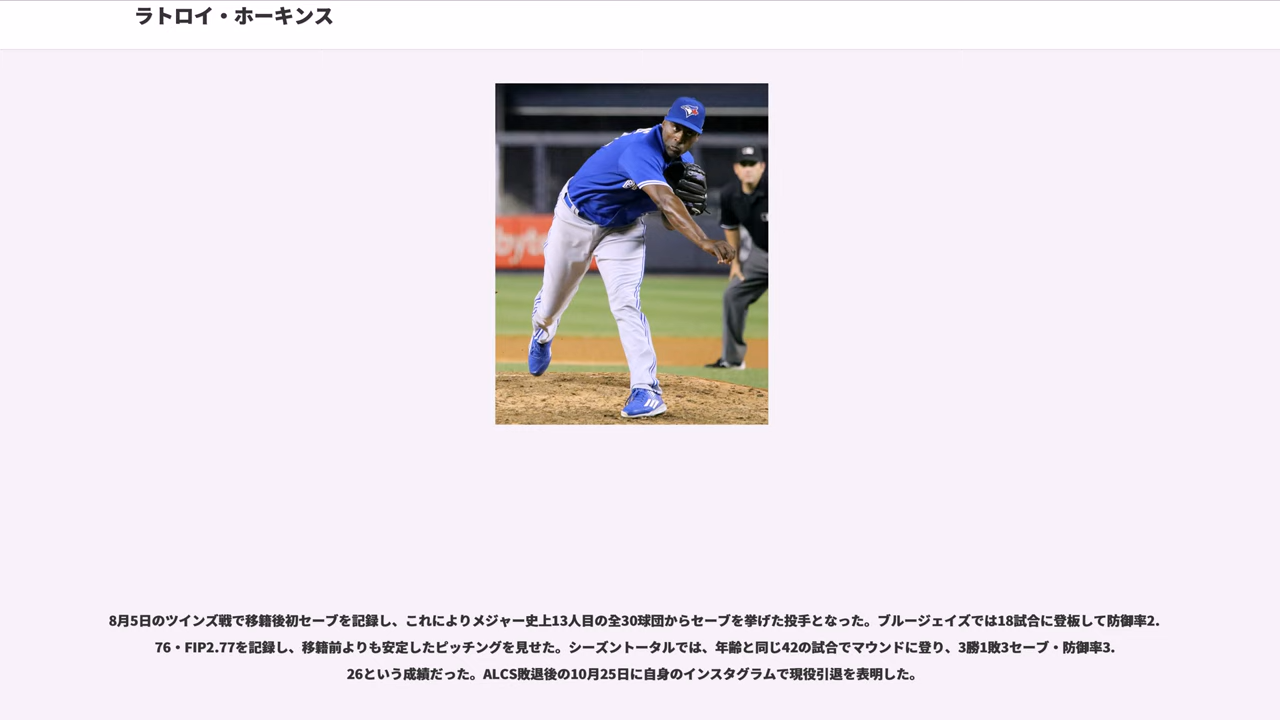 ラトロイ・ホーキンス
8月5日のツインズ戦で移籍後初セーブを記録し、これによりメジャー史上13人目の全30球団からセーブを挙げた投手となった。ブルージェイズでは18試合に登板して防御率2.
76・FIP2.77を記録し、移籍前よりも安定したピッチングを見せた。シーズントータルでは、年齢と同じ42の試合でマウンドに登り、3勝1敗3セーブ・防御率3.
26という成績だった。ALCS敗退後の10月25日に自身のインスタグラムで現役引退を表明した。